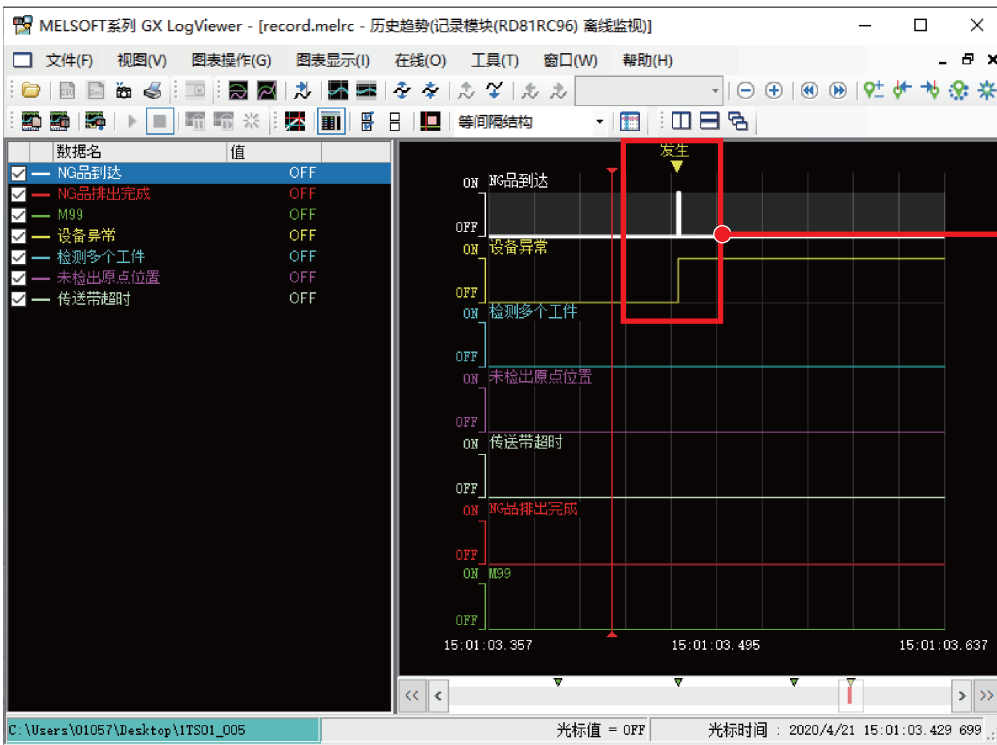 MELSOFT系列 GX LogViewer - [record.melrc - 历史趋势(记录模块(RD81RC96) 离线监视)]
文件(F) 视图(V) 图表操作(G) 图表显示(I) 在线(O) 工具(T) 窗口(W) 帮助(H)
等间隔结构
数据名 值
NG品到达 OFF
NG品排出完成 OFF
M99 OFF
设备异常 OFF
检测多个工件 OFF
未检出原点位置 OFF
传送带超时 OFF
发生
ON NG品到达
OFF
ON 设备异常
OFF
ON 检测多个工件
OFF
ON 未检出原点位置
OFF
ON 传送带超时
OFF
ON NG品排出完成
OFF
ON M99
OFF
15:01:03.357 15:01:03.495 15:01:03.637
C:\Users\01057\Desktop\1TS01_005 光标值 = OFF 光标时间 : 2020/4/21 15:01:03.429 699